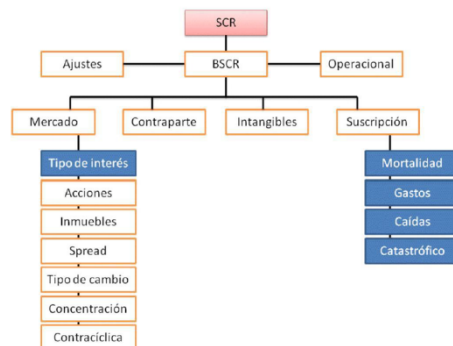 SCR
Ajustes
BSCR
Operacional
Mercado
Contraparte
Intangibles
Suscripción
Tipo de interés
Acciones
Inmuebles
Spread
Tipo de cambio
Concentración
Contracíclica
Mortalidad
Gastos
Caídas
Catastrófico